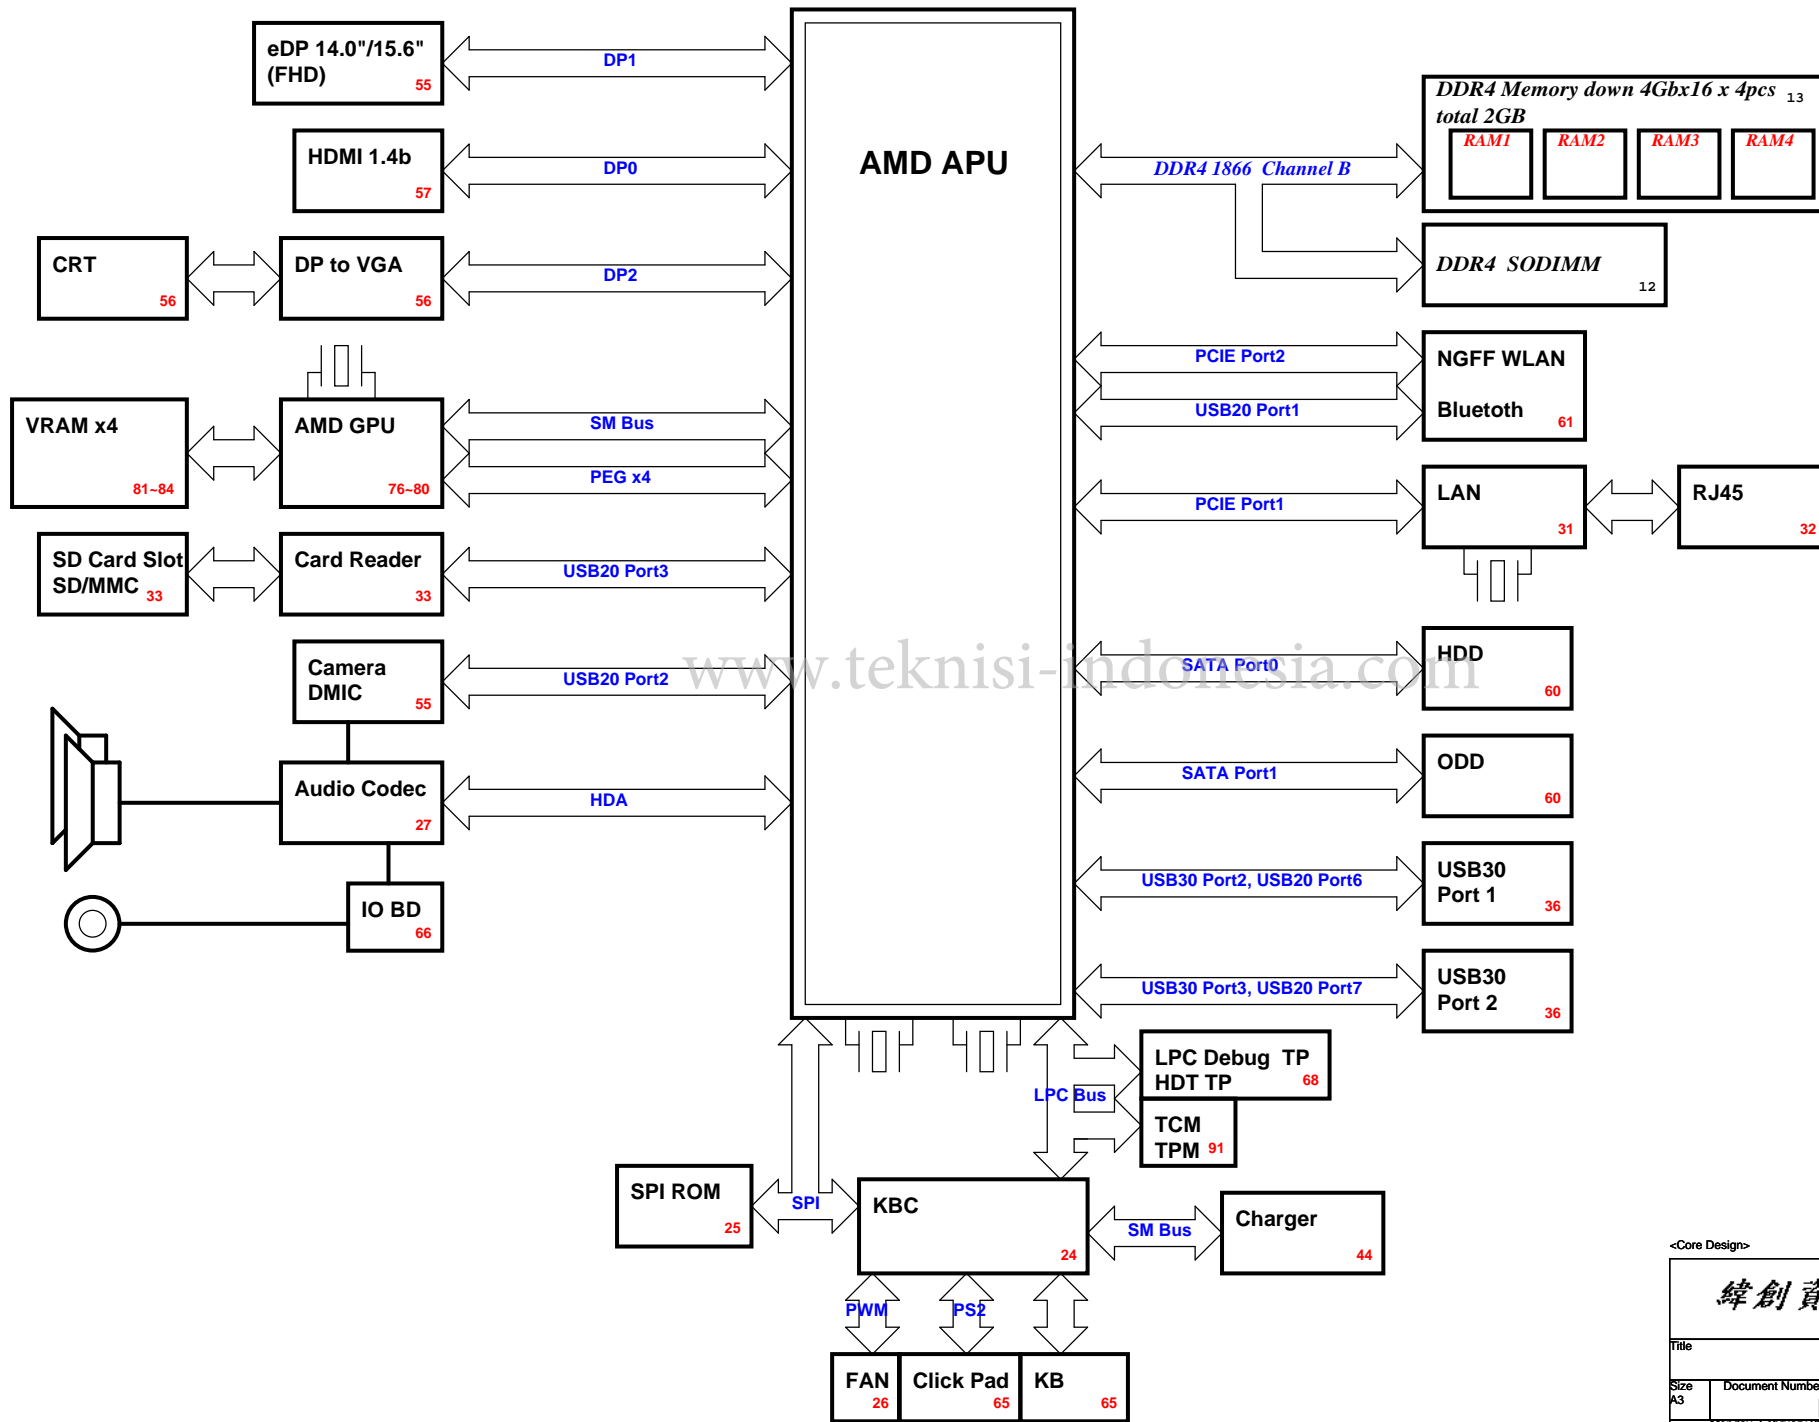 eDP 14.0"/15.6"
(FHD)
55
DP1
HDMI 1.4b
57
DP0
AMD APU
DDR4 Memory down 4Gbx16 x 4pcs 13
total 2GB
RAM1 RAM2 RAM3 RAM4
DDR4 1866 Channel B
CRT
56
DP to VGA
56
DP2
DDR4 SODIMM
12
PCIE Port2
NGFF WLAN
USB20 Port1
Bluetoth
61
VRAM x4
81~84
AMD GPU
76~80
SM Bus
PEG x4
PCIE Port1
LAN
31
RJ45
32
SD Card Slot
SD/MMC 33
Card Reader
33
USB20 Port3
Camera
DMIC
55
USB20 Port2
www.teknisi-indonesia.com
SATA Port0
HDD
60
Audio Codec
27
HDA
SATA Port1
ODD
60
IO BD
66
USB30 Port2, USB20 Port6
USB30
Port 1
36
USB30 Port3, USB20 Port7
USB30
Port 2
36
LPC Bus
LPC Debug TP
HDT TP 68
TCM
TPM 91
SPI ROM
25
SPI
KBC
24
SM Bus
Charger
44
PWM
PS2
FAN
26
Click Pad
65
KB
65
<Core Design>
緯創資
Title
Size
A3
Document Numbe